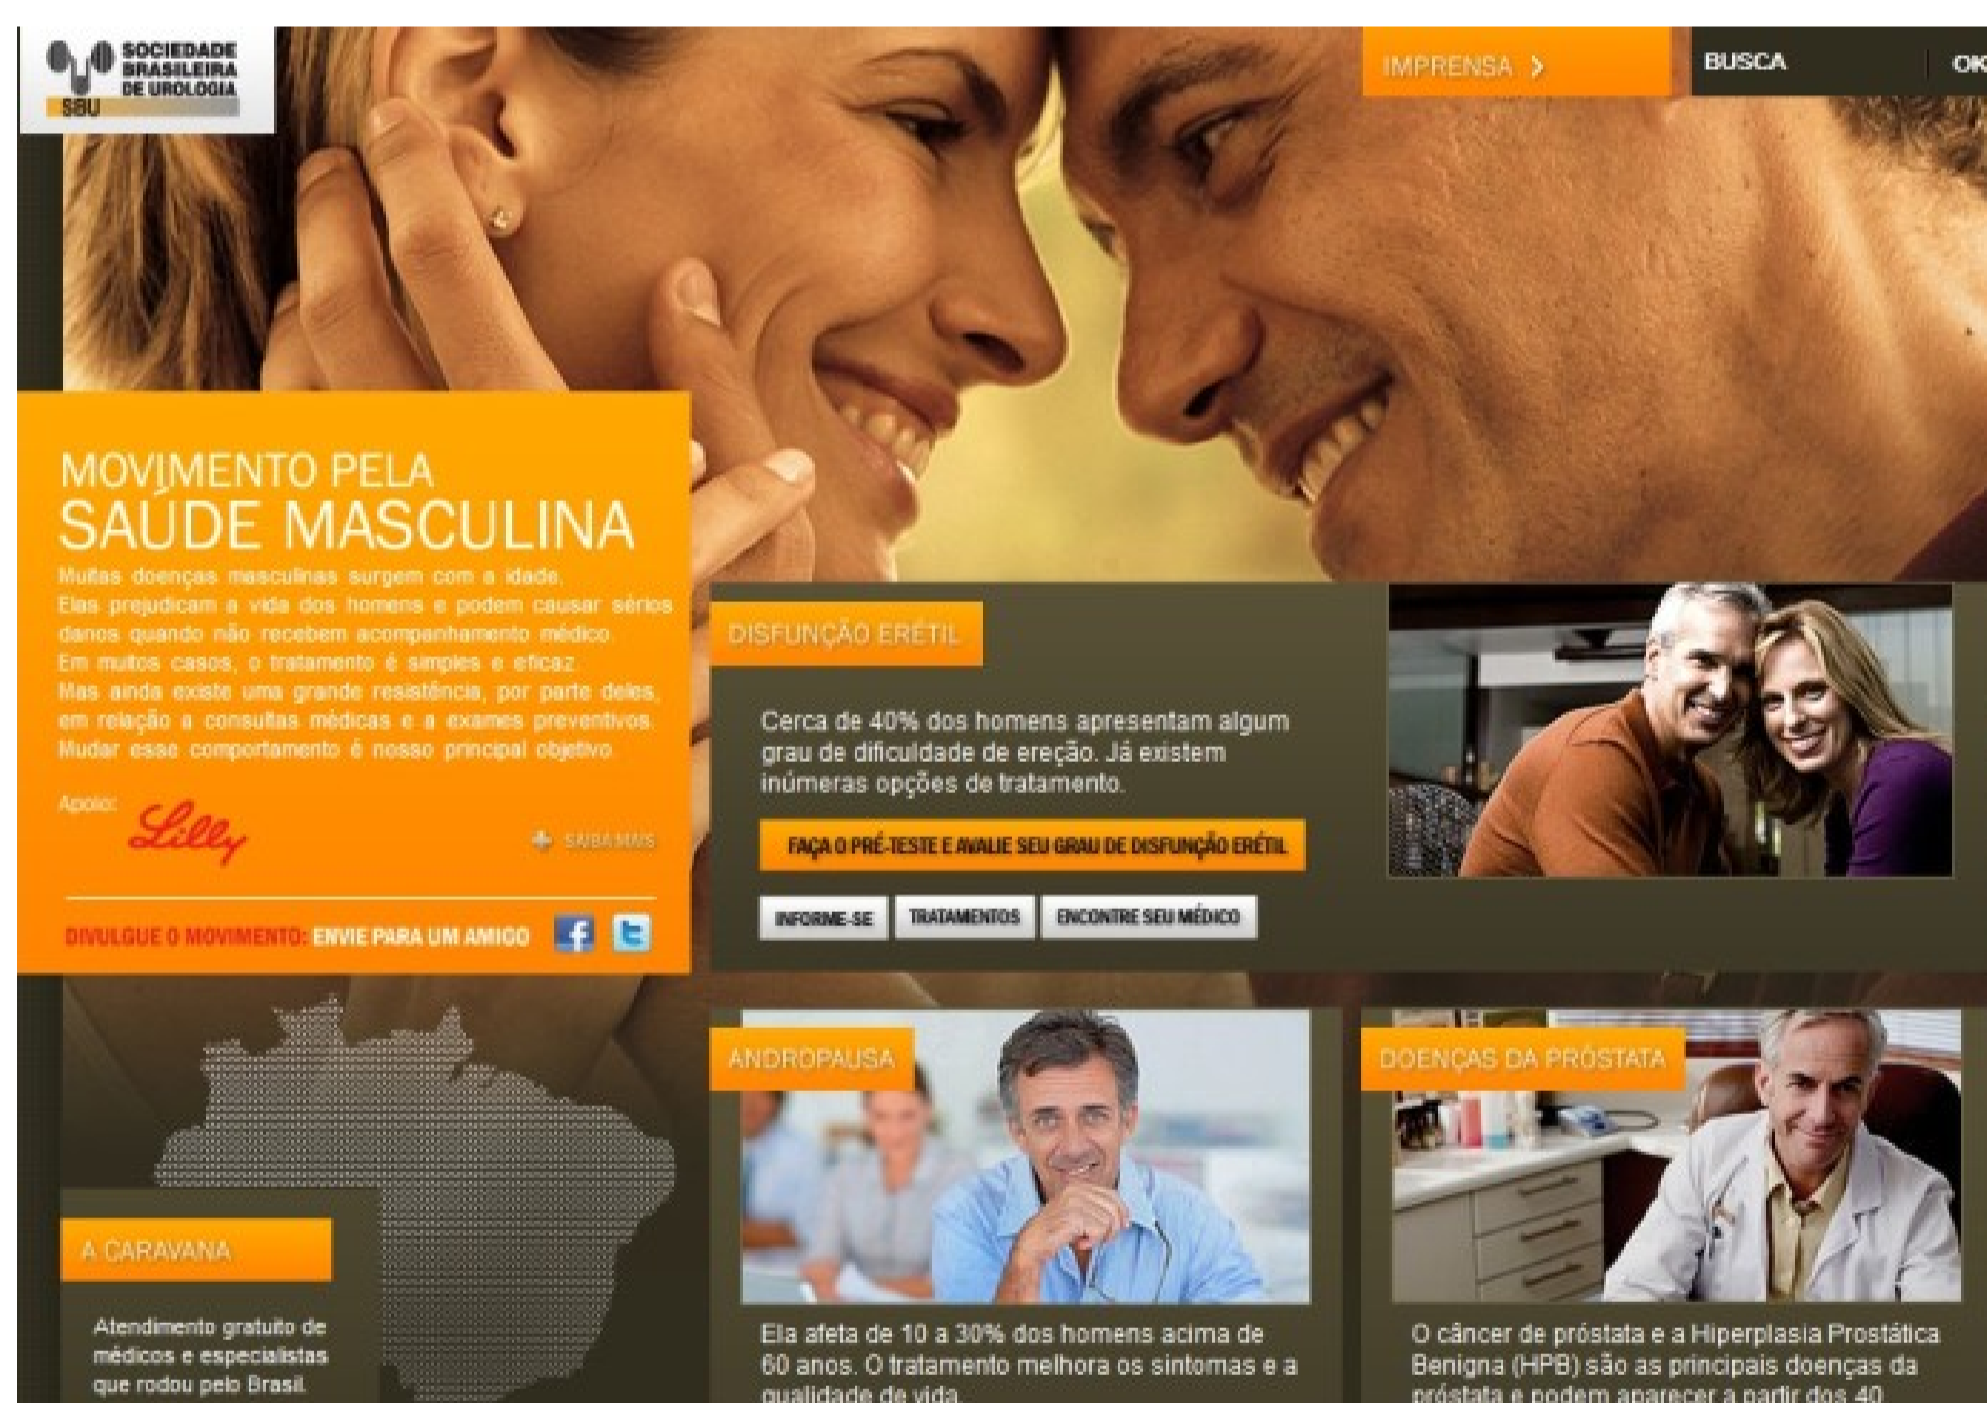 SOCIEDADE
BRASILEIRA
DE UROLOGIA
SBU
IMPRENSA
BUSCA
OK
MOVIMENTO PELA
SAÚDE MASCULINA
Muitas doenças masculinas surgem com a idade.
Elas prejudicam a vida dos homens e podem causar sérios
danos quando não recebem acompanhamento médico.
Em muitos casos, o tratamento é simples e eficaz.
Mas ainda existe uma grande resistência, por parte deles,
em relação a consultas médicas e a exames preventivos.
Mudar esse comportamento é nosso principal objetivo.
Apoio:
Lilly
SAIBA MAIS
DIVULGUE O MOVIMENTO: ENVIE PARA UM AMIGO
DISFUNÇÃO ERÉTIL
Cerca de 40% dos homens apresentam algum
grau de dificuldade de ereção. Já existem
inúmeras opções de tratamento.
FAÇA O PRÉ-TESTE E AVALIE SEU GRAU DE DISFUNÇÃO ERÉTIL
INFORME-SE
TRATAMENTOS
ENCONTRE SEU MÉDICO
A CARAVANA
Atendimento gratuito de
médicos e especialistas
que rodou pelo Brasil.
ANDROPAUSA
Ela afeta de 10 a 30% dos homens acima de
60 anos. O tratamento melhora os sintomas e a
qualidade de vida.
DOENÇAS DA PRÓSTATA
O câncer de próstata e a Hiperplasia Prostática
Benigna (HPB) são as principais doenças da
próstata e podem aparecer a partir dos 40